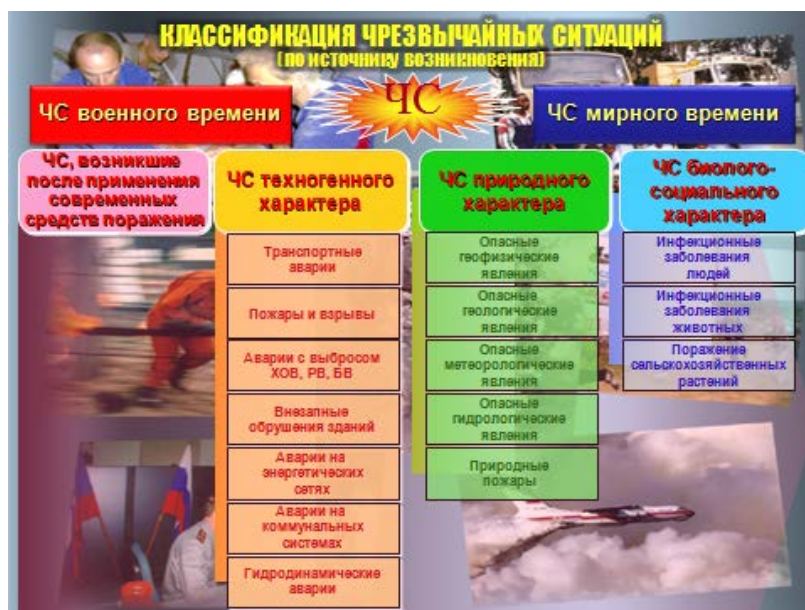 КЛАССИФИКАЦИЯ ЧРЕЗВЫЧАЙНЫХ СИТУАЦИЙ
(по источнику возникновения)
ЧС военного времени
ЧС
ЧС мирного времени
ЧС, возникшие
после применения
современных
средств поражения
ЧС техногенного
характера
Транспортные
аварии
Пожары и взрывы
Аварии с выбросом
ХОВ, РВ, БВ
Внезапные
обрушения зданий
Аварии на
энергетических
сетях
Аварии на
коммунальных
системах
Гидродинамические
аварии
ЧС природного
характера
Опасные
геофизические
явления
Опасные
геологические
явления
Опасные
метеорологические
явления
Опасные
гидрологические
явления
Природные
пожары
ЧС биолого-
социального
характера
Инфекционные
заболевания
людей
Инфекционные
заболевания
животных
Поражение
сельскохозяйственных
растений